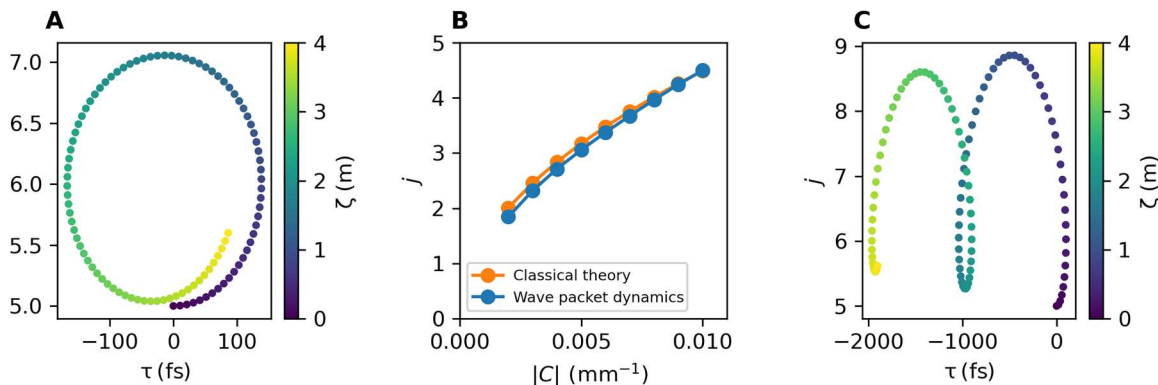 A
7.0
6.5
6.0
5.5
5.0
−100
0
100
τ (fs)
4
3
2
1
0
ζ (m)
B
5
4
3
2
1
0
j
Classical theory
Wave packet dynamics
0.000
0.005
0.010
|C| (mm⁻¹)
C
9
8
7
6
5
j
−2000
−1000
0
τ (fs)
4
3
2
1
0
ζ (m)